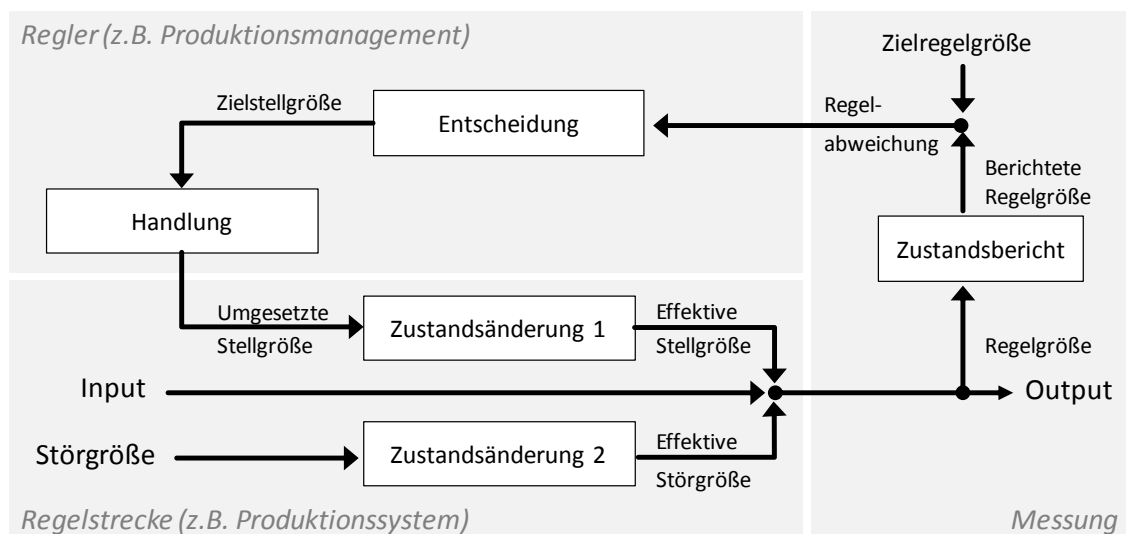 Regler (z.B. Produktionsmanagement)
Zielregelgröße
Zielstellgröße
Entscheidung
Regel-
abweichung
Handlung
Berichtete
Regelgröße
Zustandsbericht
Umgesetzte
Stellgröße
Zustandsänderung 1
Effektive
Stellgröße
Regelgröße
Input
Output
Störgröße
Zustandsänderung 2
Effektive
Störgröße
Regelstrecke (z.B. Produktionssystem)
Messung